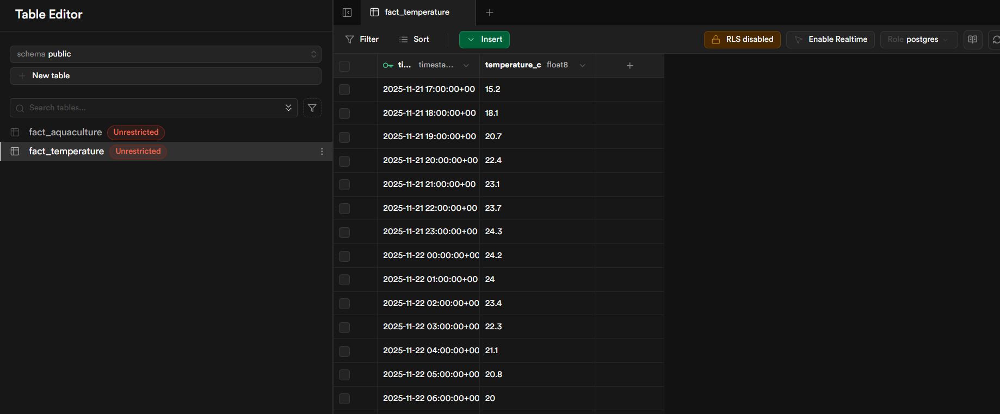 Table Editor
schema public
New table
Search tables...
fact_aquaculture Unrestricted
fact_temperature Unrestricted
fact_temperature
Filter Sort Insert RLS disabled Enable Realtime Role postgres
ti... timesta... temperature_c float8
2025-11-21 17:00:00+00 15.2
2025-11-21 18:00:00+00 18.1
2025-11-21 19:00:00+00 20.7
2025-11-21 20:00:00+00 22.4
2025-11-21 21:00:00+00 23.1
2025-11-21 22:00:00+00 23.7
2025-11-21 23:00:00+00 24.3
2025-11-22 00:00:00+00 24.2
2025-11-22 01:00:00+00 24
2025-11-22 02:00:00+00 23.4
2025-11-22 03:00:00+00 22.3
2025-11-22 04:00:00+00 21.1
2025-11-22 05:00:00+00 20.8
2025-11-22 06:00:00+00 20